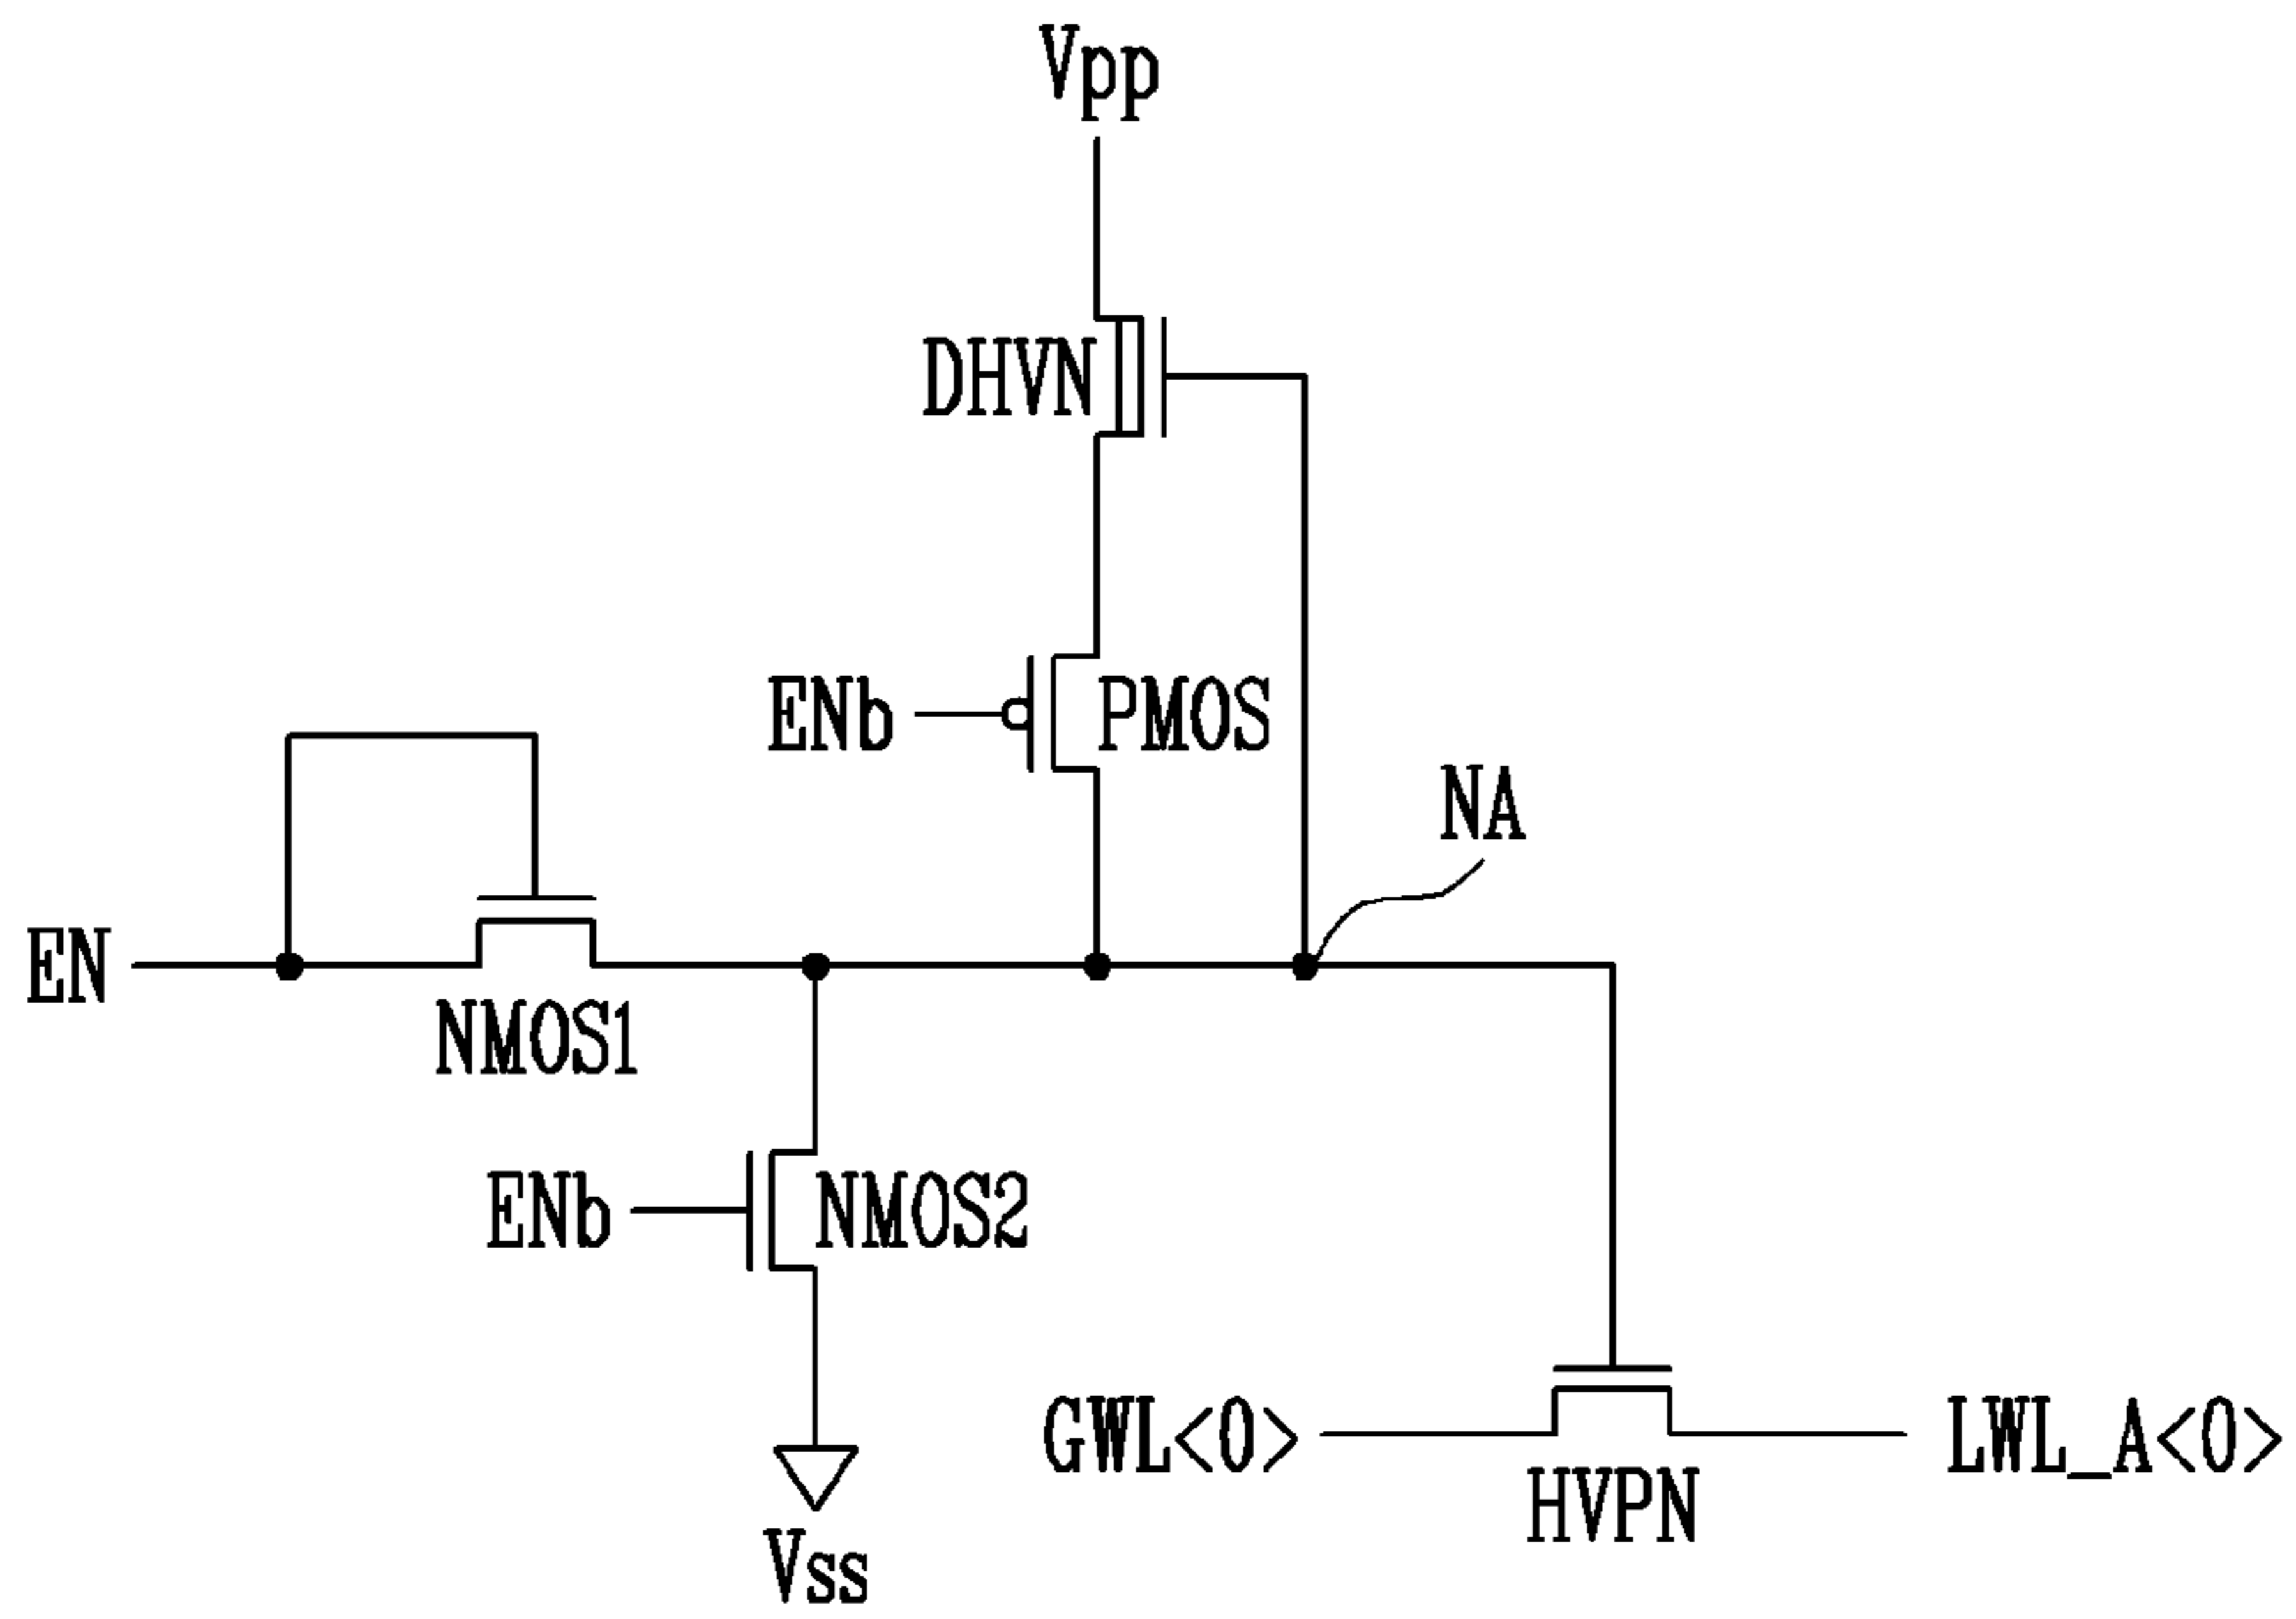 Vpp
DHVN
ENb
PMOS
NA
EN
NMOS1
ENb
NMOS2
GWL<0>
LWL_A<0>
HVPN
Vss